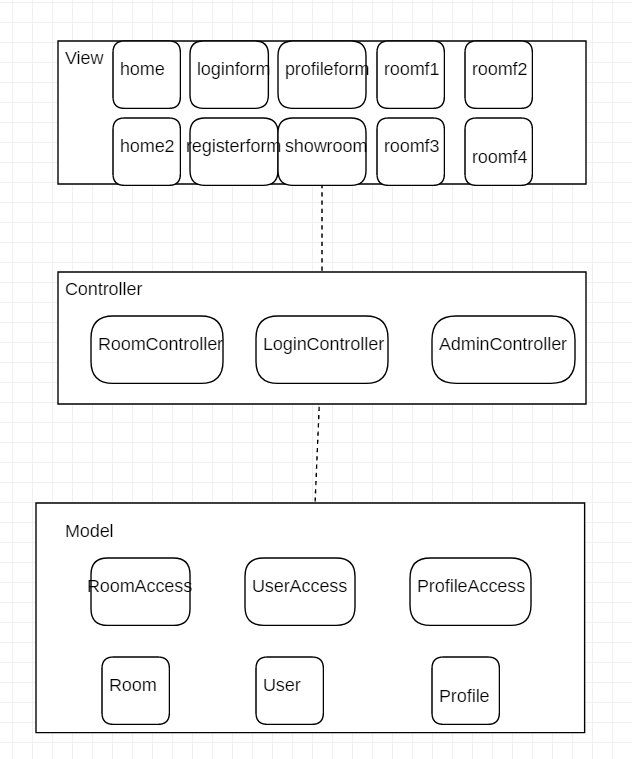 View
home
loginform
profileform
roomf1
roomf2
home2
registerform
showroom
roomf3
roomf4
Controller
RoomController
LoginController
AdminController
Model
RoomAccess
UserAccess
ProfileAccess
Room
User
Profile